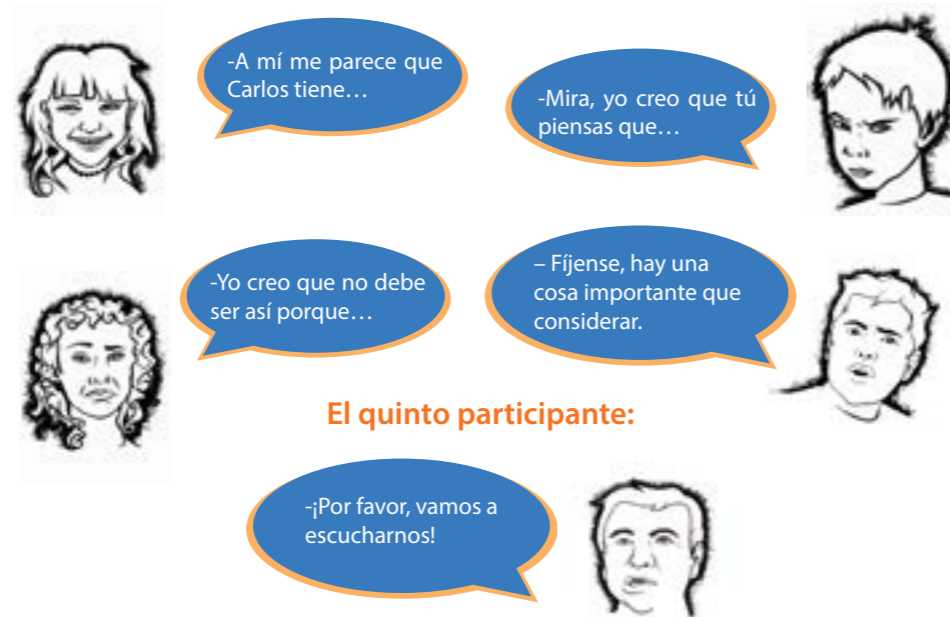 -A mí me parece que
Carlos tiene…
-Mira, yo creo que tú
piensas que…
-Yo creo que no debe
ser así porque…
– Fíjense, hay una
cosa importante que
considerar.
El quinto participante:
-¡Por favor, vamos a
escucharnos!